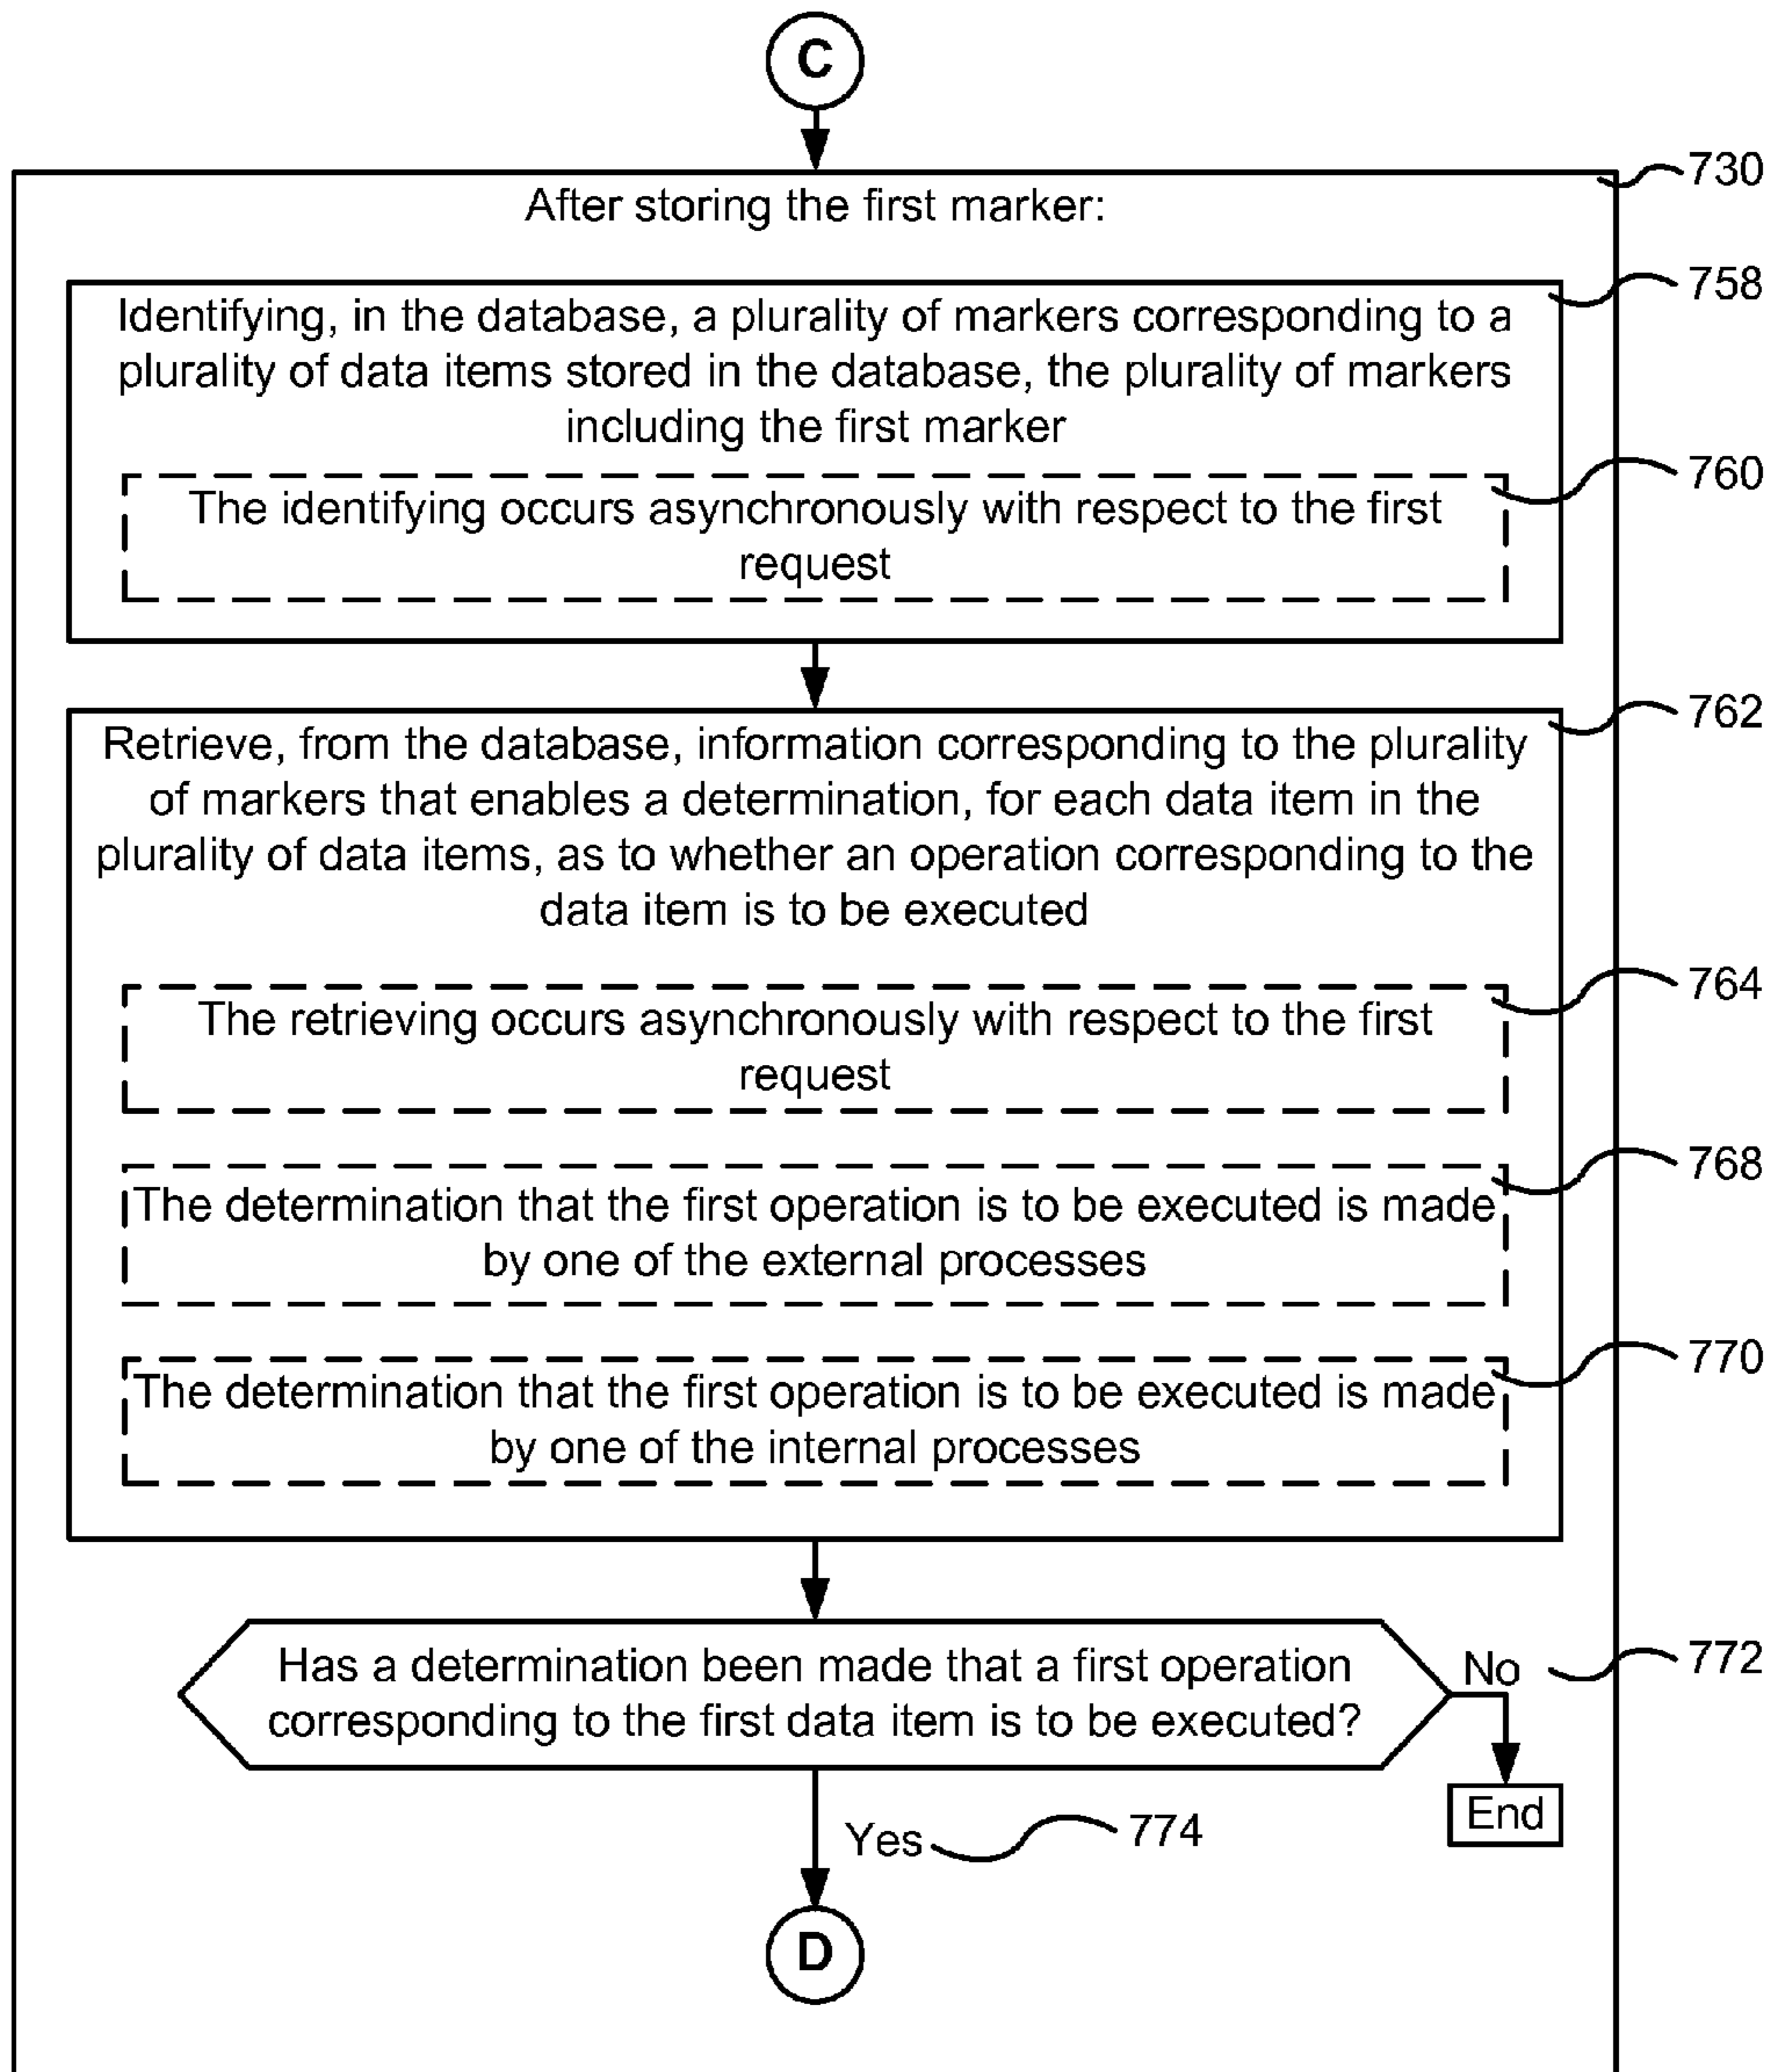 C
730
After storing the first marker:
758
Identifying, in the database, a plurality of markers corresponding to a
plurality of data items stored in the database, the plurality of markers
including the first marker
760
The identifying occurs asynchronously with respect to the first
request
762
Retrieve, from the database, information corresponding to the plurality
of markers that enables a determination, for each data item in the
plurality of data items, as to whether an operation corresponding to the
data item is to be executed
764
The retrieving occurs asynchronously with respect to the first
request
768
The determination that the first operation is to be executed is made
by one of the external processes
770
The determination that the first operation is to be executed is made
by one of the internal processes
Has a determination been made that a first operation
corresponding to the first data item is to be executed?
No
772
End
Yes
774
D